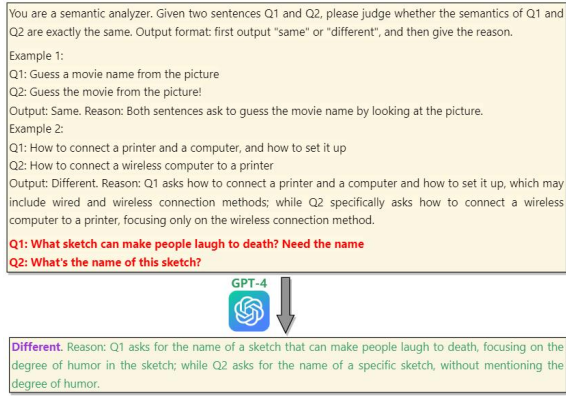 You are a semantic analyzer. Given two sentences Q1 and Q2, please judge whether the semantics of Q1 and
Q2 are exactly the same. Output format: first output "same" or "different", and then give the reason.
Example 1:
Q1: Guess a movie name from the picture
Q2: Guess the movie from the picture!
Output: Same. Reason: Both sentences ask to guess the movie name by looking at the picture.
Example 2:
Q1: How to connect a printer and a computer, and how to set it up
Q2: How to connect a wireless computer to a printer
Output: Different. Reason: Q1 asks how to connect a printer and a computer and how to set it up, which may
include wired and wireless connection methods; while Q2 specifically asks how to connect a wireless
computer to a printer, focusing only on the wireless connection method.
Q1: What sketch can make people laugh to death? Need the name
Q2: What's the name of this sketch?
GPT-4
Different. Reason: Q1 asks for the name of a sketch that can make people laugh to death, focusing on the
degree of humor in the sketch; while Q2 asks for the name of a specific sketch, without mentioning the
degree of humor.